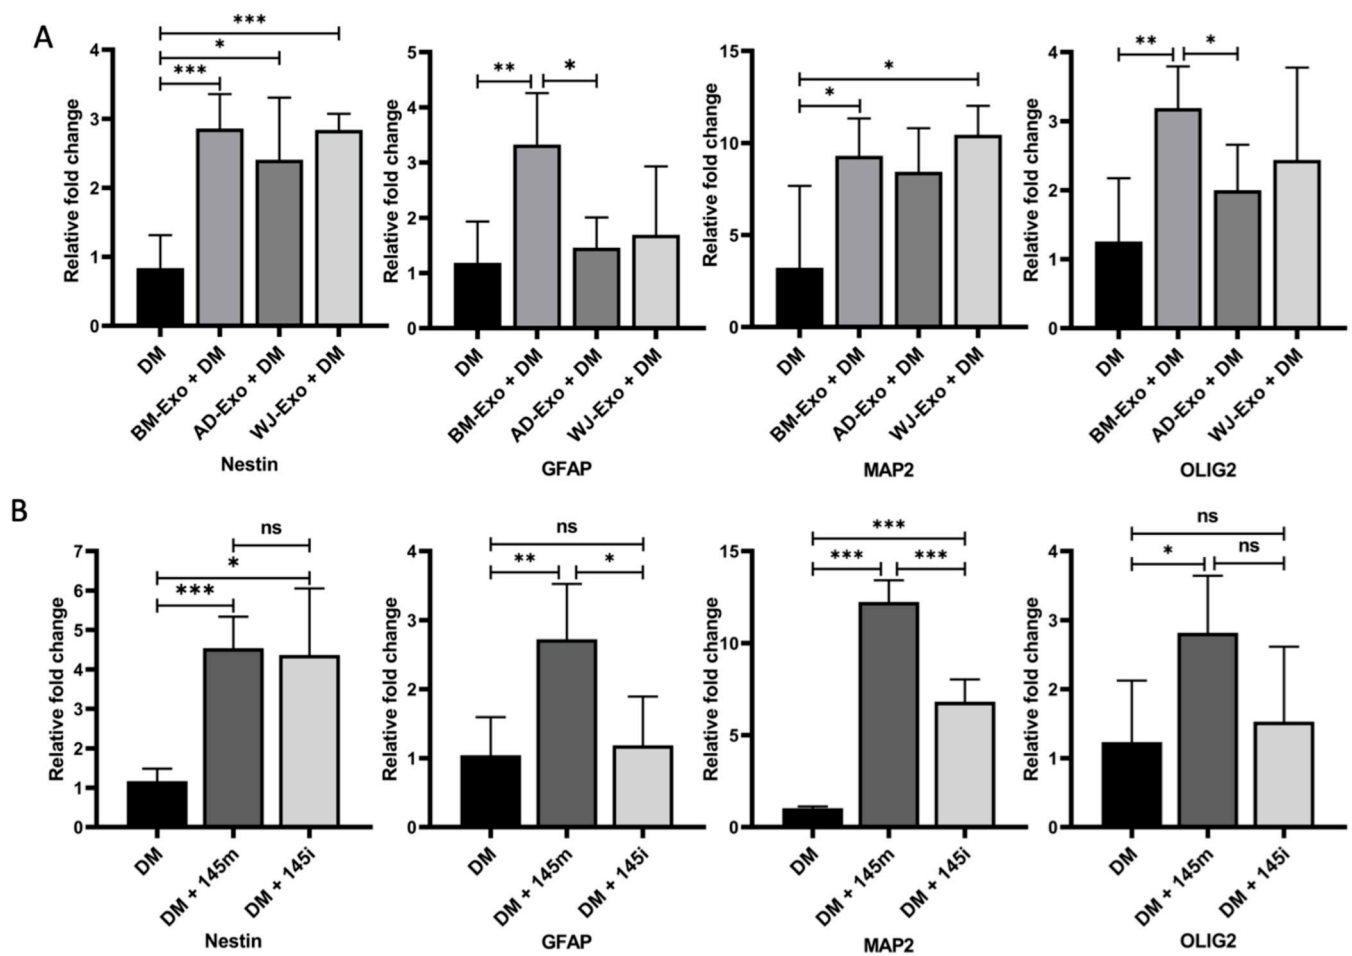 A
***
*
***
Relative fold change
4
3
2
1
0
DM
BM-Exo + DM
AD-Exo + DM
WJ-Exo + DM
Nestin
**
*
Relative fold change
5
4
3
2
1
0
DM
BM-Exo + DM
AD-Exo + DM
WJ-Exo + DM
GFAP
*
*
Relative fold change
15
10
5
0
DM
BM-Exo + DM
AD-Exo + DM
WJ-Exo + DM
MAP2
**
*
Relative fold change
4
3
2
1
0
DM
BM-Exo + DM
AD-Exo + DM
WJ-Exo + DM
OLIG2
B
ns
*
***
Relative fold change
7
6
5
4
3
2
1
0
DM
DM + 145m
DM + 145i
Nestin
ns
**
*
Relative fold change
4
3
2
1
0
DM
DM + 145m
DM + 145i
GFAP
***
***
***
Relative fold change
15
10
5
0
DM
DM + 145m
DM + 145i
MAP2
ns
*
ns
Relative fold change
4
3
2
1
0
DM
DM + 145m
DM + 145i
OLIG2